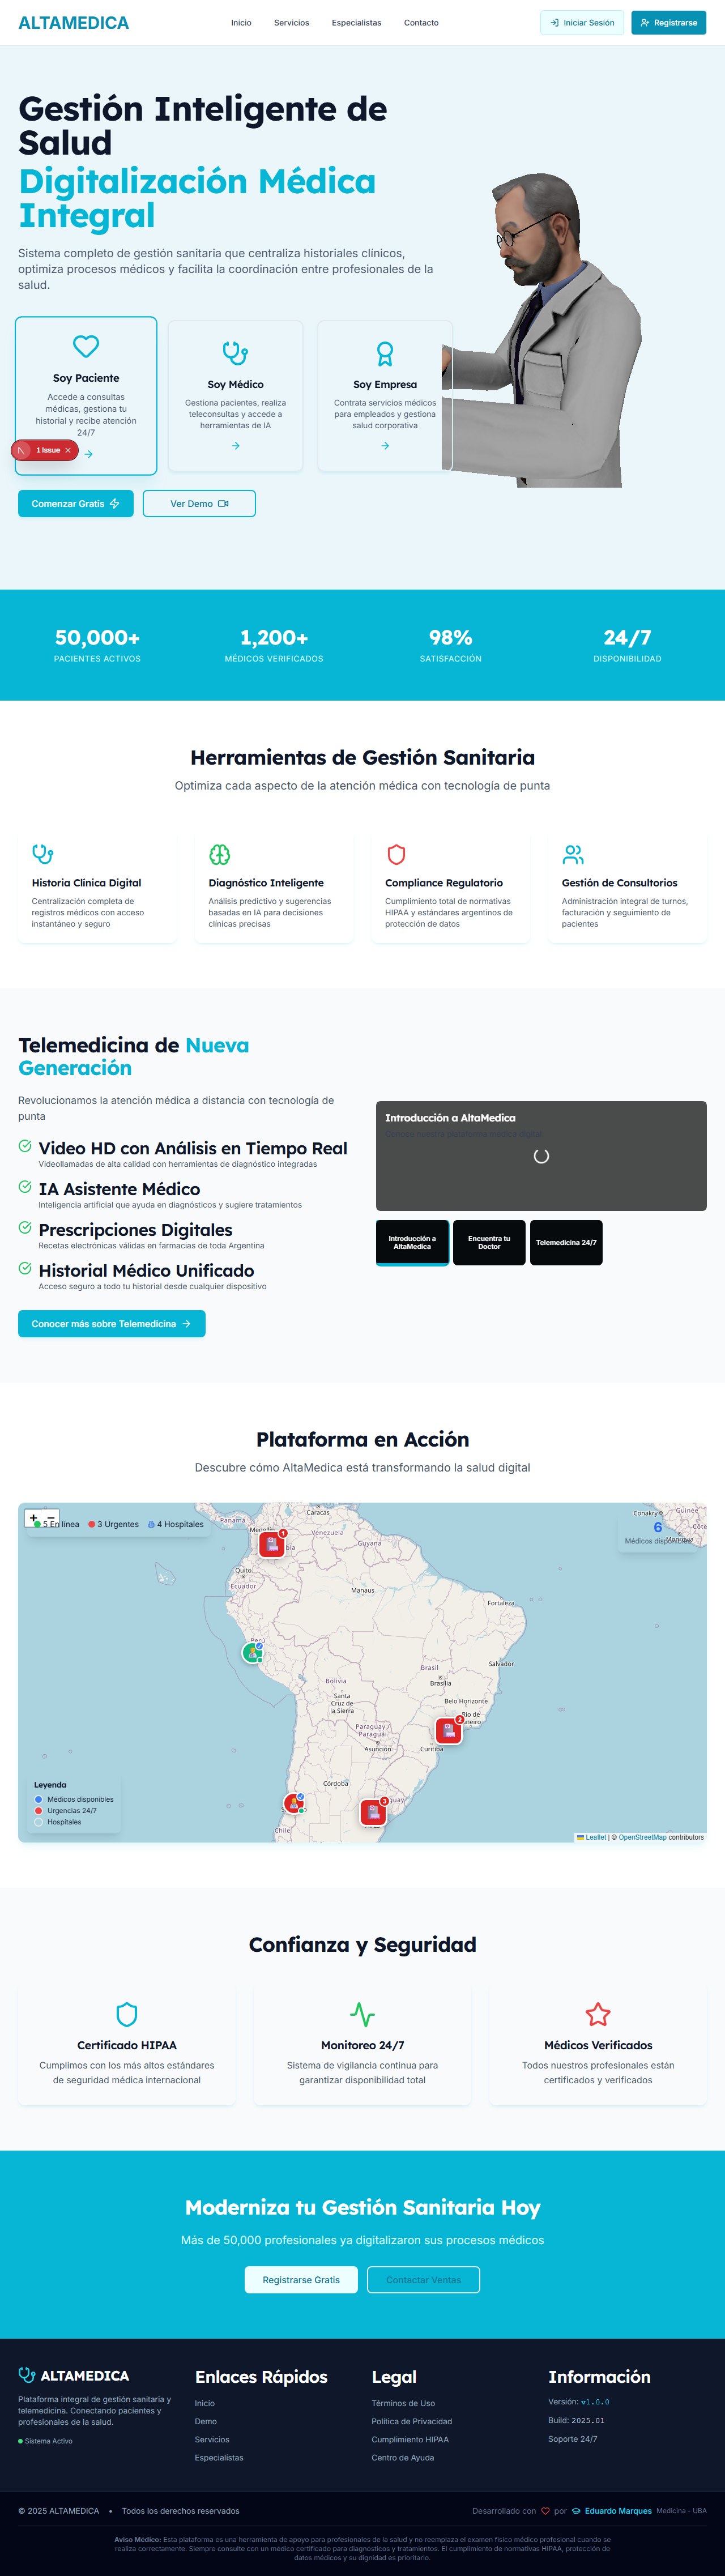 ALTAMEDICA
Inicio Servicios Especialistas Contacto
Iniciar Sesión Registrarse
Gestión Inteligente de
Salud
Digitalización Médica
Integral
Sistema completo de gestión sanitaria que centraliza historiales clínicos,
optimiza procesos médicos y facilita la coordinación entre profesionales de la
salud.
Soy Paciente
Accede a consultas
médicas, gestiona tu
historial y recibe atención
24/7
Soy Médico
Gestiona pacientes, realiza
teleconsultas y accede a
herramientas de IA
Soy Empresa
Contrata servicios médicos
para empleados y gestiona
salud corporativa
1 Issue
Comenzar Gratis Ver Demo
50,000+
PACIENTES ACTIVOS
1,200+
MÉDICOS VERIFICADOS
98%
SATISFACCIÓN
24/7
DISPONIBILIDAD
Herramientas de Gestión Sanitaria
Optimiza cada aspecto de la atención médica con tecnología de punta
Historia Clínica Digital
Centralización completa de
registros médicos con acceso
instantáneo y seguro
Diagnóstico Inteligente
Análisis predictivo y sugerencias
basadas en IA para decisiones
clínicas precisas
Compliance Regulatorio
Cumplimiento total de normativas
HIPAA y estándares argentinos de
protección de datos
Gestión de Consultorios
Administración integral de turnos,
facturación y seguimiento de
pacientes
Telemedicina de Nueva
Generación
Revolucionamos la atención médica a distancia con tecnología de
punta
Video HD con Análisis en Tiempo Real
Videollamadas de alta calidad con herramientas de diagnóstico integradas
IA Asistente Médico
Inteligencia artificial que ayuda en diagnósticos y sugiere tratamientos
Prescripciones Digitales
Recetas electrónicas válidas en farmacias de toda Argentina
Historial Médico Unificado
Acceso seguro a todo tu historial desde cualquier dispositivo
Conocer más sobre Telemedicina
Introducción a AltaMedica
Introducción a
AltaMedica
Encuentra tu
Doctor
Telemedicina 24/7
Plataforma en Acción
Descubre cómo AltaMedica está transformando la salud digital
+ −
5 En línea 3 Urgentes 4 Hospitales
6
Médicos disponibles
Panamá
Caracas
Medellín
Venezuela
Guyana
Conakry
Guinée
Monrovia
Quito
Ecuador
Manaus
Fortaleza
Perú
Brasil
Salvador
Bolivia
Brasília
Santa
Cruz de
la Sierra
Belo Horizonte
Rio de
Janeiro
Paraguay
Paraguái
Asunción
Curitiba
Córdoba
Chile
1
2
3
Leyenda
Médicos disponibles
Urgencias 24/7
Hospitales
Leaflet | © OpenStreetMap contributors
Confianza y Seguridad
Certificado HIPAA
Cumplimos con los más altos estándares
de seguridad médica internacional
Monitoreo 24/7
Sistema de vigilancia continua para
garantizar disponibilidad total
Médicos Verificados
Todos nuestros profesionales están
certificados y verificados
Moderniza tu Gestión Sanitaria Hoy
Más de 50,000 profesionales ya digitalizaron sus procesos médicos
Registrarse Gratis Contactar Ventas
ALTAMEDICA
Plataforma integral de gestión sanitaria y
telemedicina. Conectando pacientes y
profesionales de la salud.
Sistema Activo
Enlaces Rápidos
Inicio
Demo
Servicios
Especialistas
Legal
Términos de Uso
Política de Privacidad
Cumplimiento HIPAA
Centro de Ayuda
Información
Versión: v1.0.0
Build: 2025.01
Soporte 24/7
© 2025 ALTAMEDICA • Todos los derechos reservados
Desarrollado con por Eduardo Marques Medicina - UBA
Aviso Médico: Esta plataforma es una herramienta de apoyo para profesionales de la salud y no reemplaza el examen físico médico profesional cuando se
realiza correctamente. Siempre consulte con un médico certificado para diagnósticos y tratamientos. El cumplimiento de normativas HIPAA, protección de
datos médicos y su dignidad es prioritario.